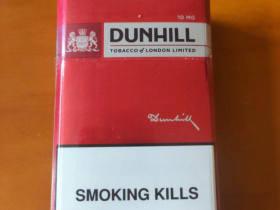 10 MG
DUNHILL
TOBACCO of LONDON LIMITED
Dunhill
SMOKING KILLS